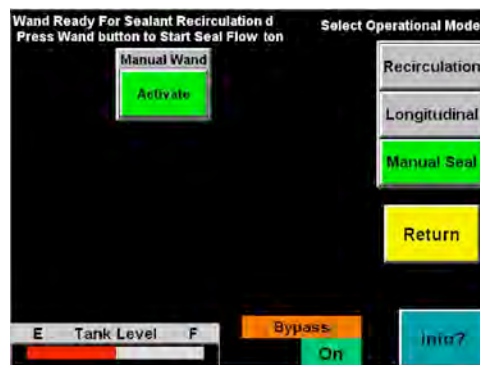 Wand Ready For Sealant Recirculation d
Press Wand button to Start Seal Flow ton
Select Operational Mode
Manual Wand
Activate
Recirculation
Longitudinal
Manual Seal
Return
E Tank Level F
Bypass
On
Info?